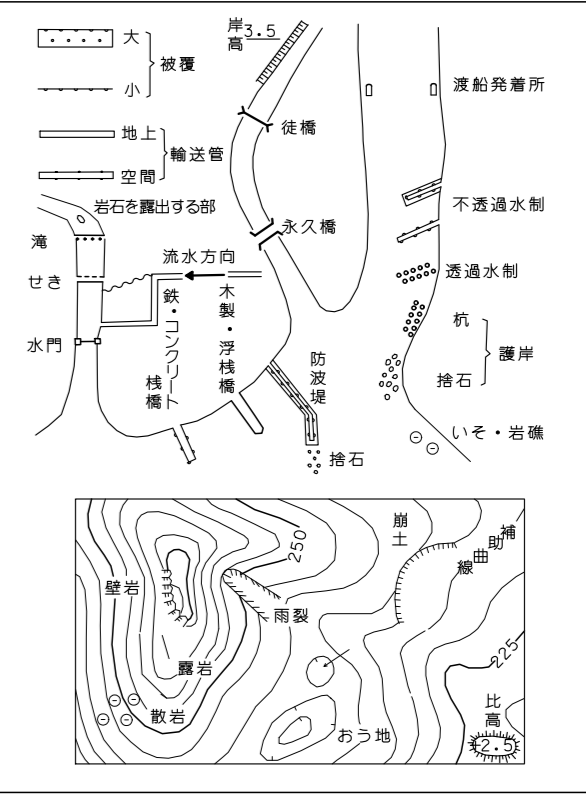 岸高 3.5
大
小
被覆
地上
空間
輸送管
岩石を露出する部
滝
せき
水門
流水方向
鉄・コンクリート桟橋
木製・浮桟橋
徒橋
永久橋
渡船発着所
不透過水制
透過水制
杭
捨石
護岸
防波堤
捨石
いそ・岩礁
250
崩土
補助曲線
壁岩
雨裂
露岩
散岩
おう地
225
比高
+2.5